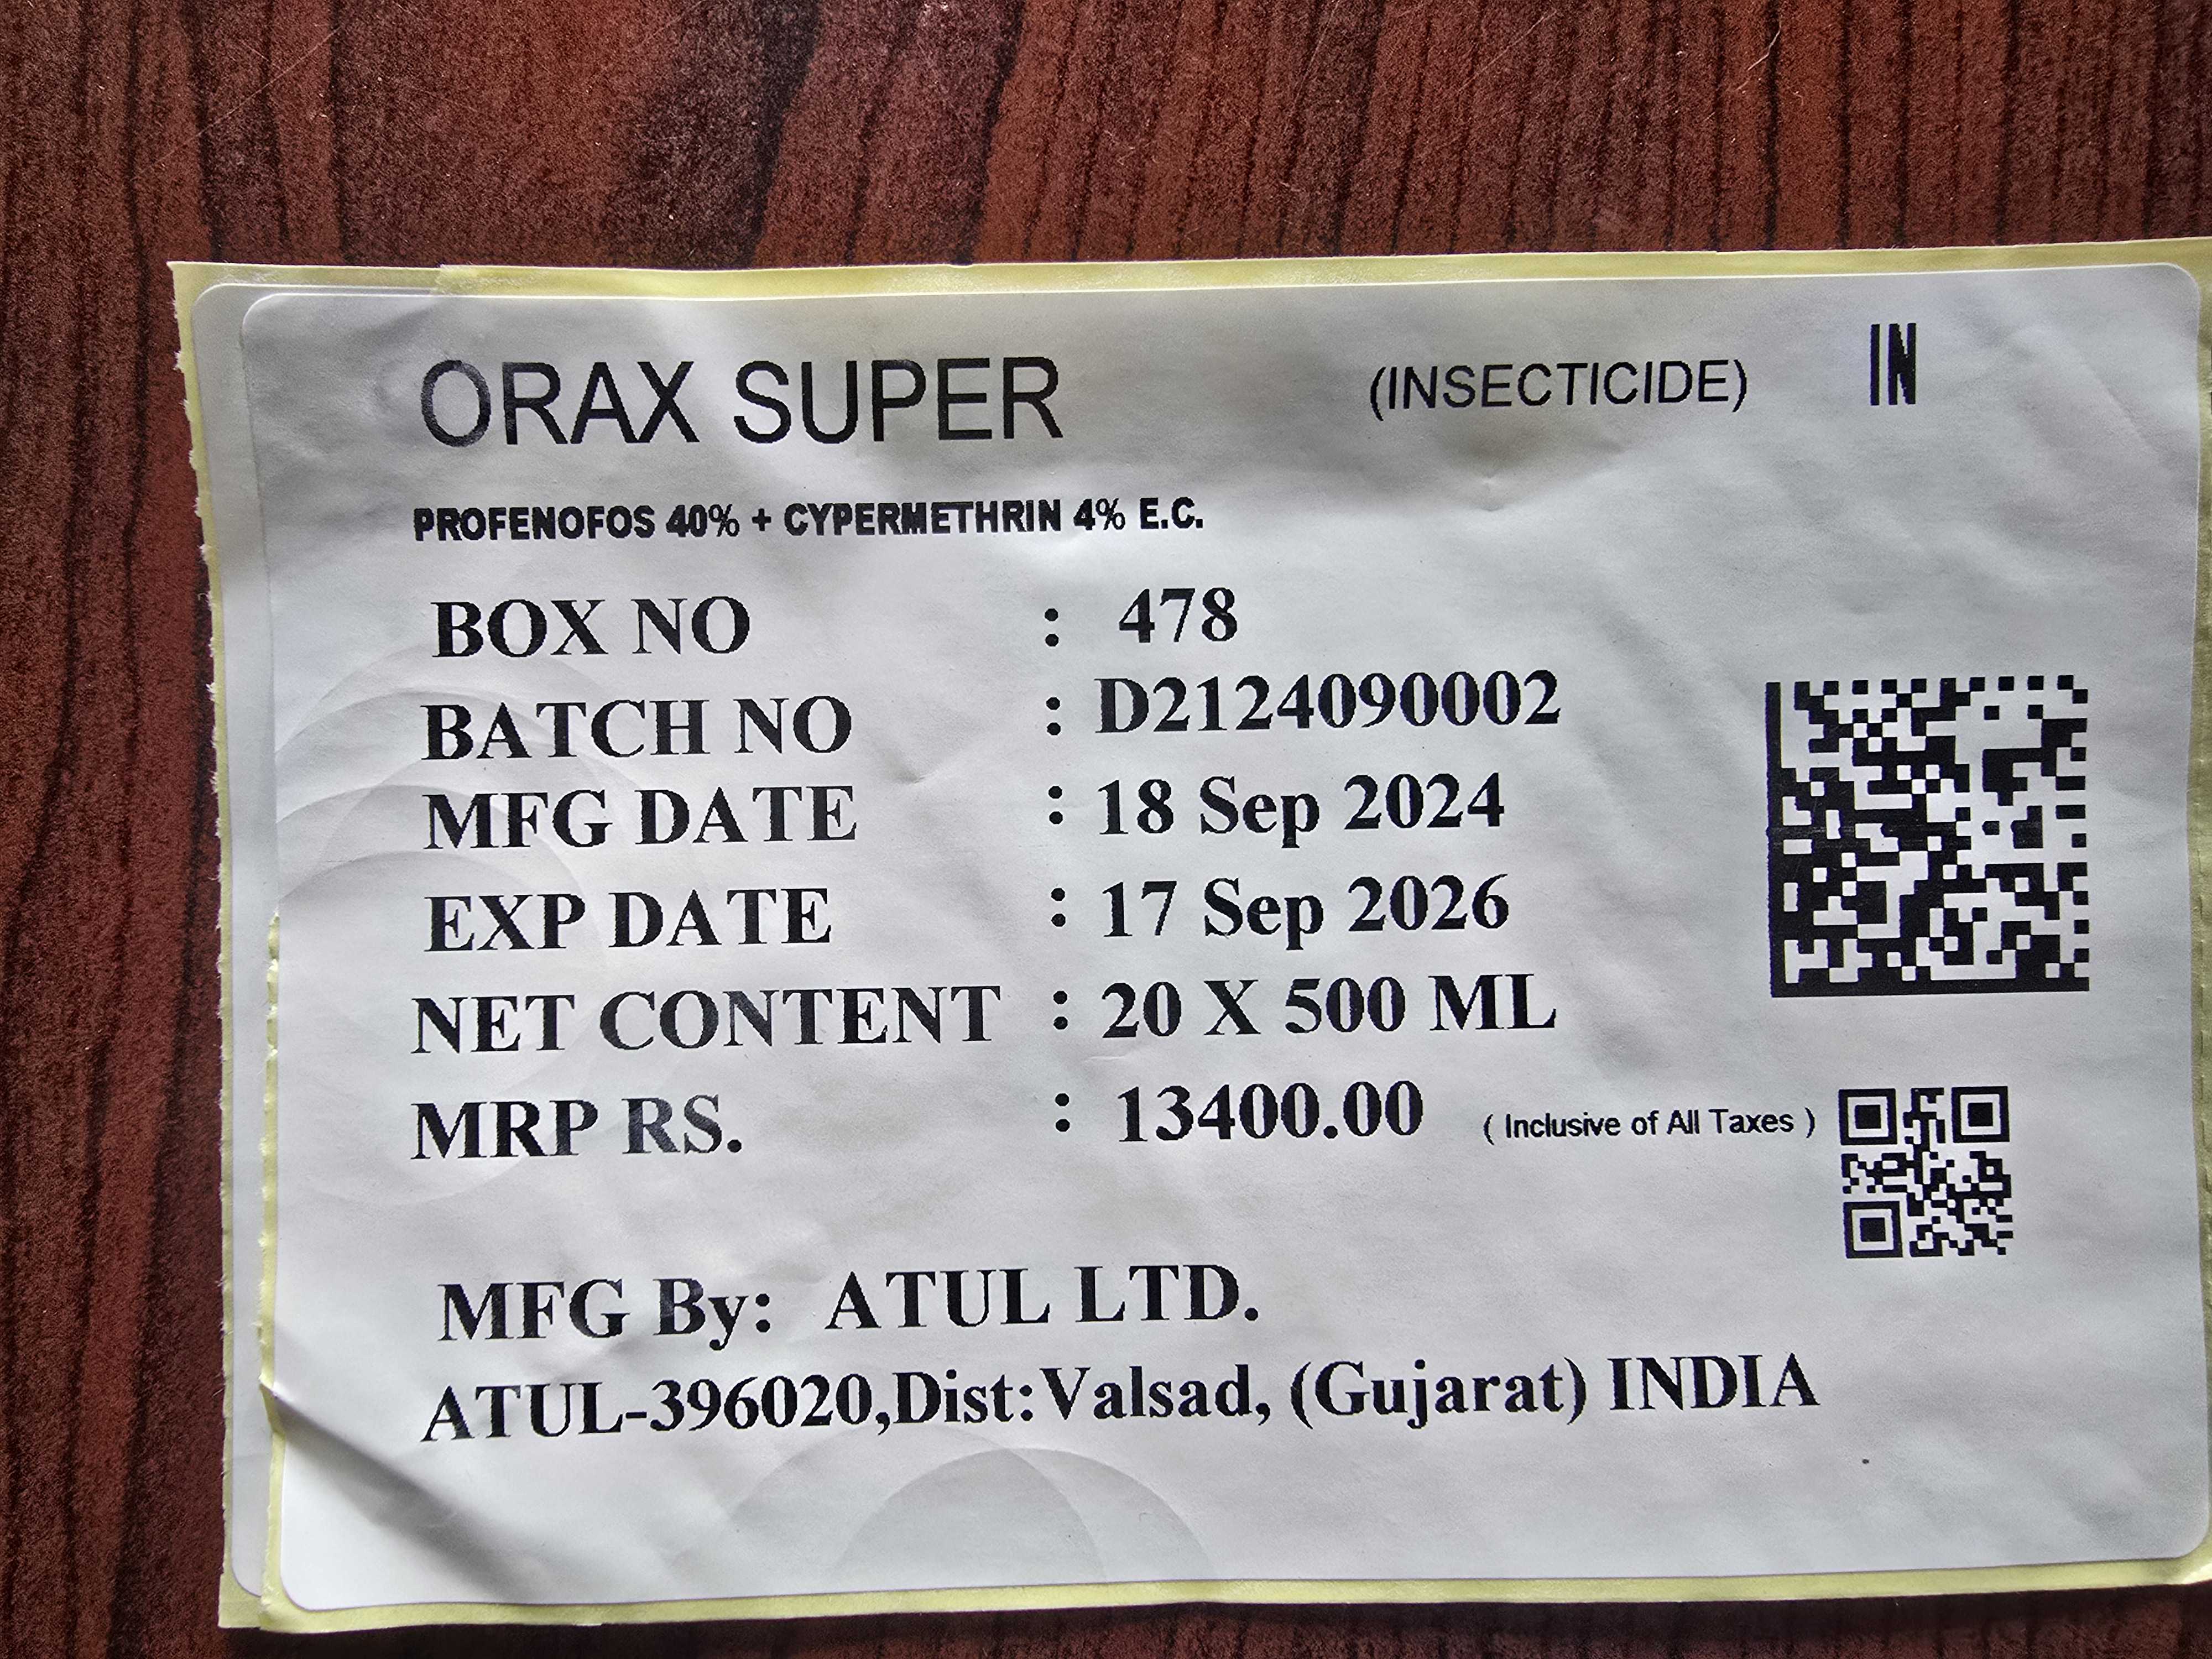 ORAX SUPER (INSECTICIDE) IN
PROFENOFOS 40% + CYPERMETHRIN 4% E.C.
BOX NO : 478
BATCH NO : D2124090002
MFG DATE : 18 Sep 2024
EXP DATE : 17 Sep 2026
NET CONTENT : 20 X 500 ML
MRP RS. : 13400.00 ( Inclusive of All Taxes )
MFG By: ATUL LTD.
ATUL-396020,Dist:Valsad, (Gujarat) INDIA